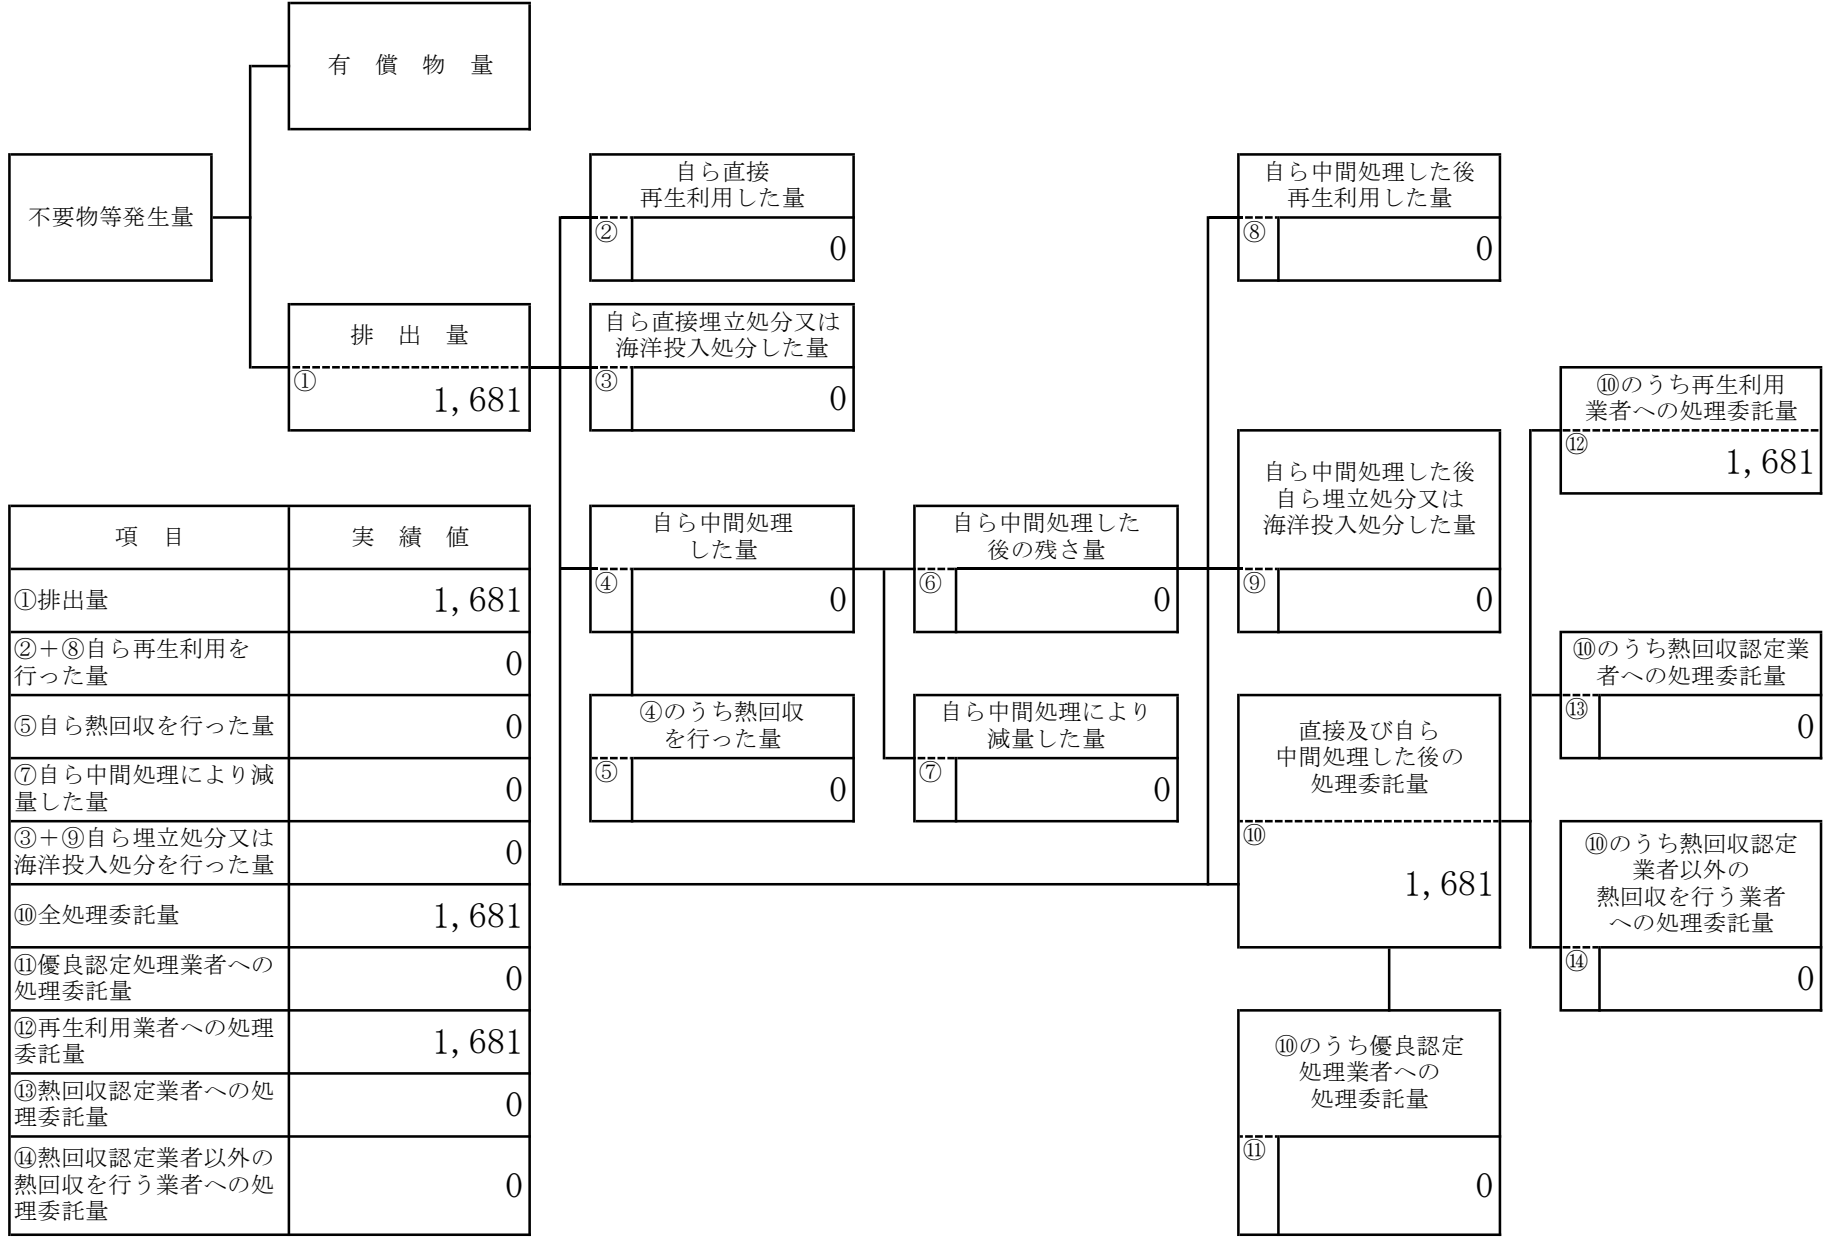 有 償 物 量
不要物等発生量
排 出 量
①
1,681
自ら直接
再生利用した量
②
0
自ら直接埋立処分又は
海洋投入処分した量
③
0
自ら中間処理
した量
④
0
④のうち熱回収
を行った量
⑤
0
自ら中間処理した
後の残さ量
⑥
0
自ら中間処理により
減量した量
⑦
0
自ら中間処理した後
再生利用した量
⑧
0
自ら中間処理した後
自ら埋立処分又は
海洋投入処分した量
⑨
0
直接及び自ら
中間処理した後の
処理委託量
⑩
1,681
⑩のうち優良認定
処理業者への
処理委託量
⑪
0
⑩のうち再生利用
業者への処理委託量
⑫
1,681
⑩のうち熱回収認定業
者への処理委託量
⑬
0
⑩のうち熱回収認定
業者以外の
熱回収を行う業者
への処理委託量
⑭
0
項 目
実 績 値
①排出量
1,681
②＋⑧自ら再生利用を
行った量
0
⑤自ら熱回収を行った量
0
⑦自ら中間処理により減
量した量
0
③＋⑨自ら埋立処分又は
海洋投入処分を行った量
0
⑩全処理委託量
1,681
⑪優良認定処理業者への
処理委託量
0
⑫再生利用業者への処理
委託量
1,681
⑬熱回収認定業者への処
理委託量
0
⑭熱回収認定業者以外の
熱回収を行う業者への処
理委託量
0